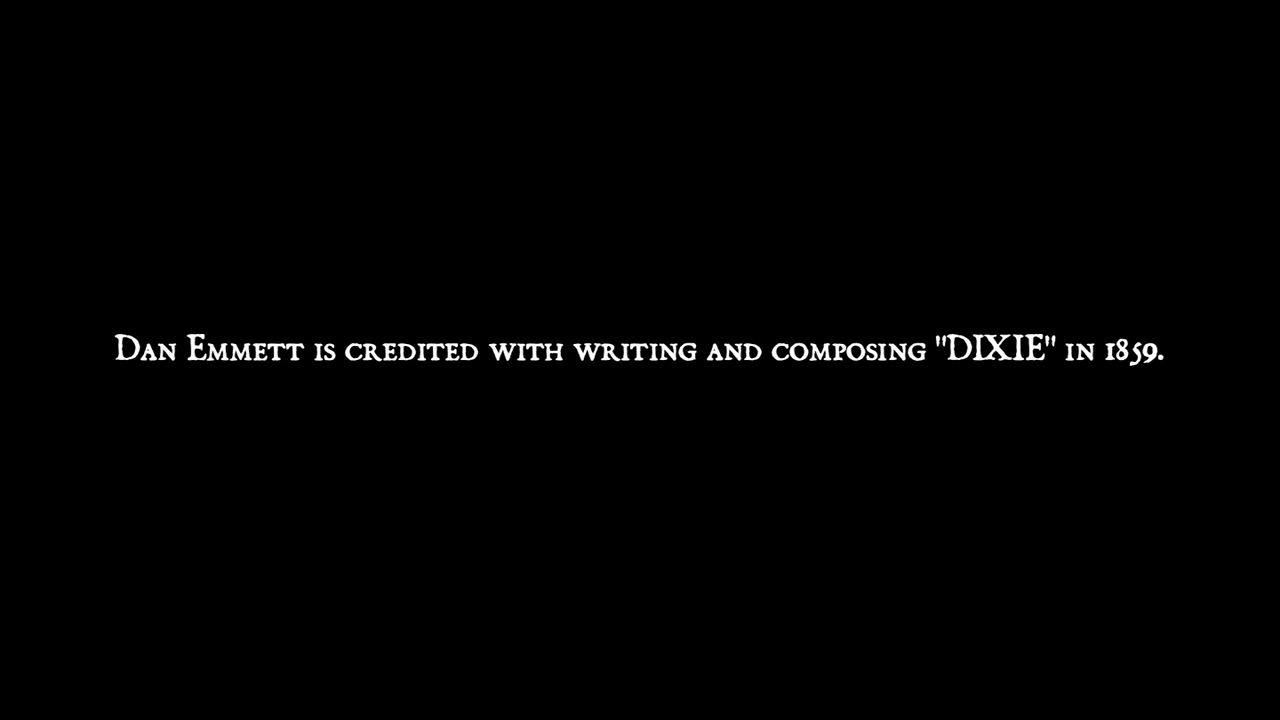 Dan Emmett is credited with writing and composing "DIXIE" in 1859.